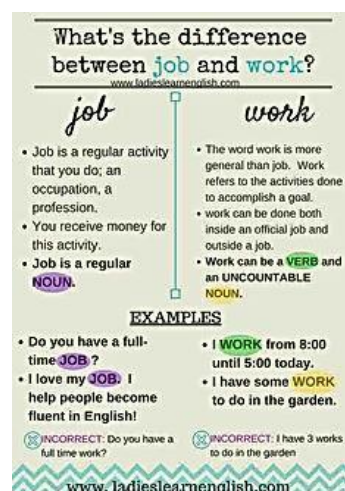 What's the difference
between job and work?
www.ladieslearnenglish.com
job
• Job is a regular activity
that you do; an
occupation, a
profession.
• You receive money for
this activity.
• Job is a regular
NOUN.
work
• The word work is more
general than job. Work
refers to the activities done
to accomplish a goal.
• work can be done both
inside an official job and
outside a job.
• Work can be a VERB and
an UNCOUNTABLE
NOUN.
EXAMPLES
• Do you have a full-
time JOB ?
• I love my JOB. I
help people become
fluent in English!
INCORRECT: Do you have a
full time work?
• I WORK from 8:00
until 5:00 today.
• I have some WORK
to do in the garden.
INCORRECT: I have 3 works
to do in the garden
www.ladieslearnenglish.com